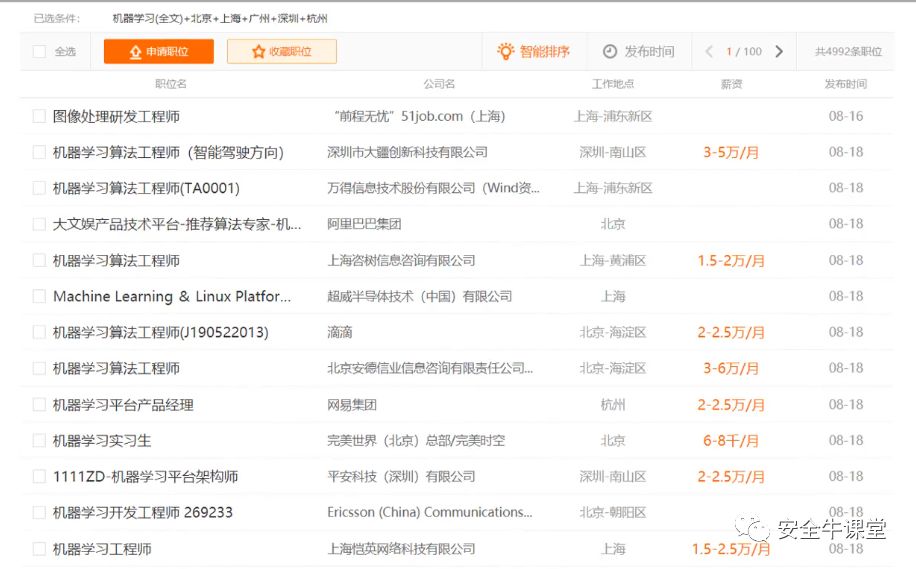 已选条件： 机器学习(全文)+北京+上海+广州+深圳+杭州
全选 申请职位 收藏职位 智能排序 发布时间 1 / 100 共4992条职位
职位名 公司名 工作地点 薪资 发布时间
图像处理研发工程师 “前程无忧”51job.com（上海) 上海-浦东新区 08-16
机器学习算法工程师（智能驾驶方向) 深圳市大疆创新科技有限公司 深圳-南山区 3-5万/月 08-18
机器学习算法工程师(TA0001) 万得信息技术股份有限公司（Wind资... 上海-浦东新区 08-18
大文娱产品技术平台-推荐算法专家-机... 阿里巴巴集团 北京 08-18
机器学习算法工程师 上海咨树信息咨询有限公司 上海-黄浦区 1.5-2万/月 08-18
Machine Learning & Linux Platfor... 超威半导体技术（中国）有限公司 上海 08-18
机器学习算法工程师(J190522013) 滴滴 北京-海淀区 2-2.5万/月 08-18
机器学习算法工程师 北京安德信业信息咨询有限责任公司... 北京-海淀区 3-6万/月 08-18
机器学习平台产品经理 网易集团 杭州 2-2.5万/月 08-18
机器学习实习生 完美世界（北京）总部/完美时空 北京 6-8千/月 08-18
1111ZD-机器学习平台架构师 平安科技（深圳）有限公司 深圳-南山区 2-2.5万/月 08-18
机器学习开发工程师 269233 Ericsson (China) Communications... 北京-朝阳区 08-18
安全牛课堂
机器学习工程师 上海恺英网络科技有限公司 上海 1.5-2.5万/月 08-18